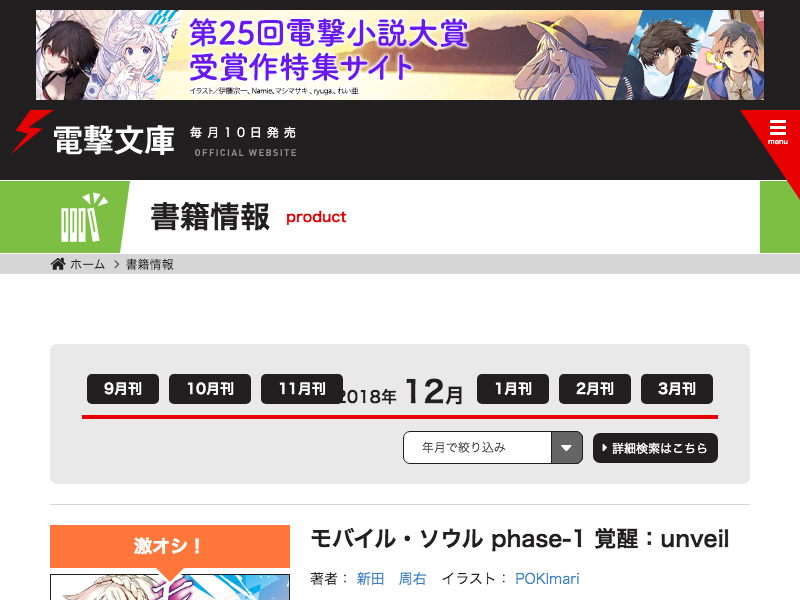 第25回電撃小説大賞
受賞作特集サイト
イラスト／伊藤宗一、Namie、マシマサキ、ryuga.、れい亜
電撃文庫 毎月10日発売
OFFICIAL WEBSITE
menu
書籍情報 product
ホーム 書籍情報
9月刊 10月刊 11月刊 2018年 12月 1月刊 2月刊 3月刊
年月で絞り込み 詳細検索はこちら
激オシ！
モバイル・ソウル phase-1 覚醒：unveil
著者： 新田 周右 イラスト： POKImari